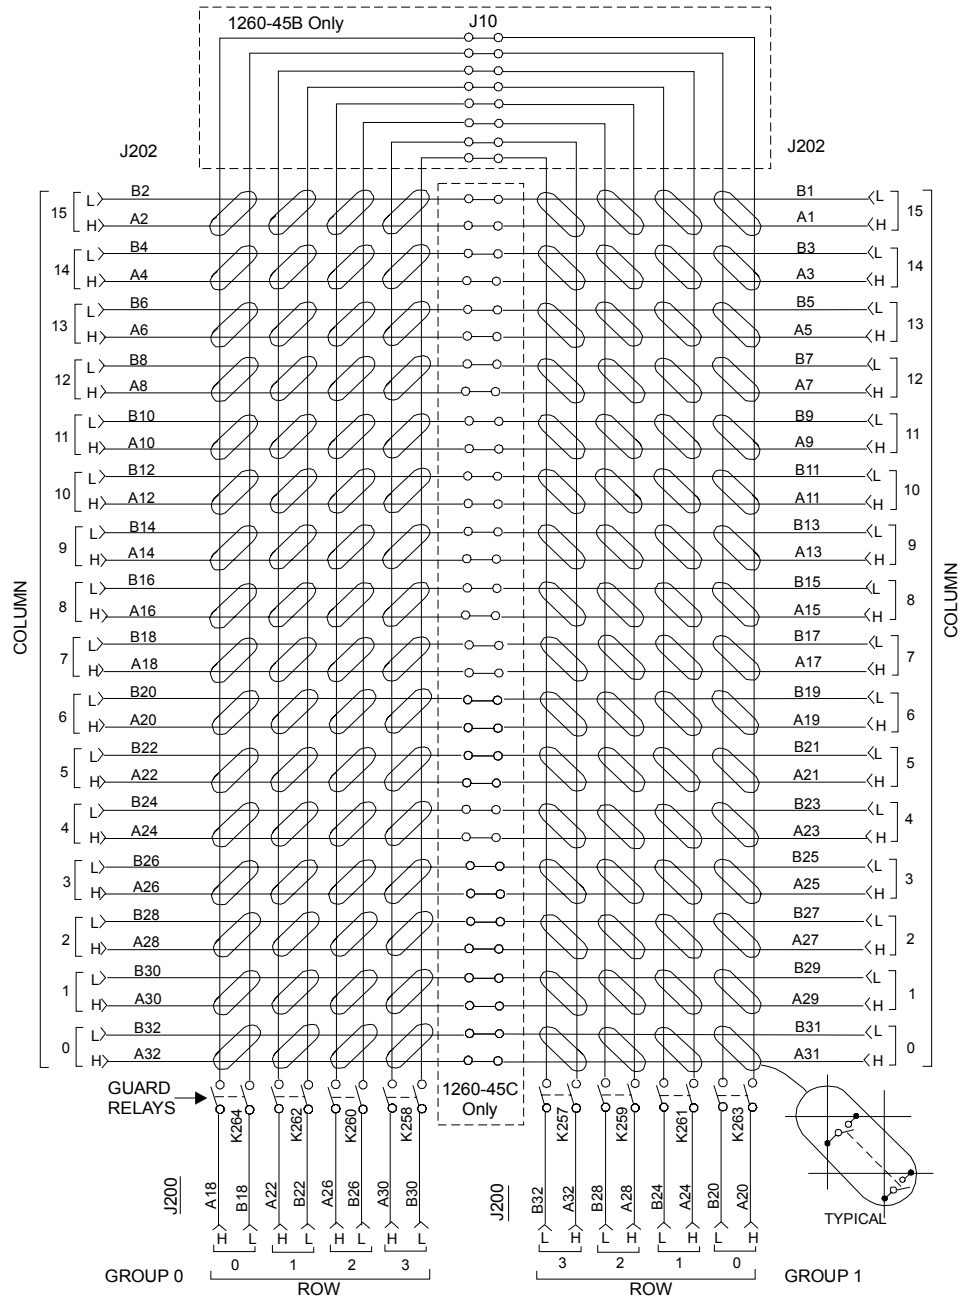 1260-45B Only J10
J202 J202
B2 B1
15 L L 15
H A2 A1 H
B4 B3
14 L L 14
H A4 A3 H
B6 B5
13 L L 13
H A6 A5 H
B8 B7
12 L L 12
H A8 A7 H
B10 B9
11 L L 11
H A10 A9 H
B12 B11
10 L L 10
H A12 A11 H
B14 B13
9 L L 9
H A14 A13 H
B16 B15
8 L L 8
H A16 A15 H
COLUMN COLUMN
B18 B17
7 L L 7
H A18 A17 H
B20 B19
6 L L 6
H A20 A19 H
B22 B21
5 L L 5
H A22 A21 H
B24 B23
4 L L 4
H A24 A23 H
B26 B25
3 L L 3
H A26 A25 H
B28 B27
2 L L 2
H A28 A27 H
B30 B29
1 L L 1
H A30 A29 H
B32 B31
0 L L 0
H A32 A31 H
GUARD
RELAYS
1260-45C
Only
K264 K262 K260 K258 K257 K259 K261 K263
J200 A18 B18 A22 B22 A26 B26 A30 B30 J200 B32 A32 B28 A28 B24 A24 B20 A20
TYPICAL
H L H L H L H L L H L H L H L H
0 1 2 3 3 2 1 0
GROUP 0 ROW ROW GROUP 1